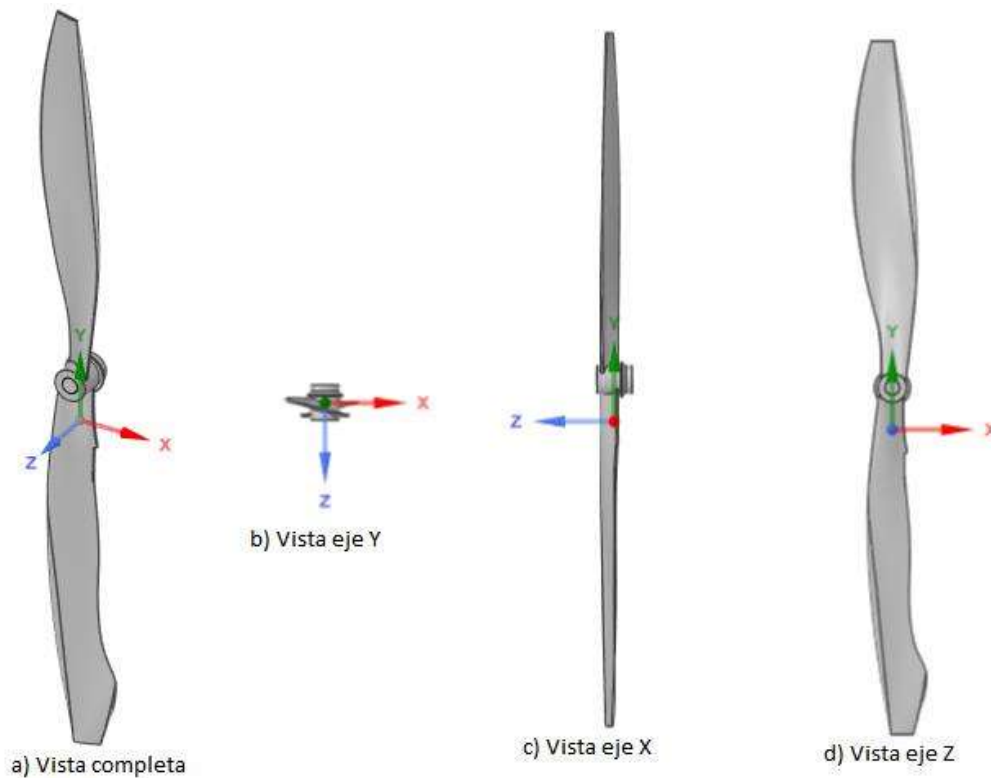 Y
X
Z
a) Vista completa
X
Z
b) Vista eje Y
Y
Z
c) Vista eje X
Y
X
d) Vista eje Z